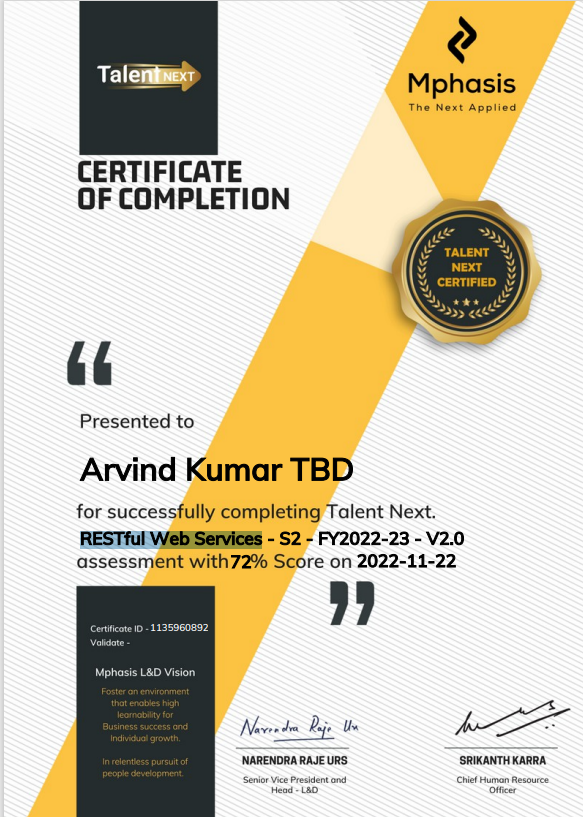 Talent NEXT
Mphasis
The Next Applied
CERTIFICATE
OF COMPLETION
TALENT
NEXT
CERTIFIED
“
Presented to
Arvind Kumar TBD
for successfully completing Talent Next.
RESTful Web Services - S2 - FY2022-23 - V2.0
assessment with 72% Score on 2022-11-22
”
Certificate ID - 1135960892
Validate -
Mphasis L&D Vision
Foster an environment
that enables high
learnability for
Business success and
Individual growth.
In relentless pursuit of
people development.
Narendra Raje Urs
NARENDRA RAJE URS
Senior Vice President and
Head - L&D
SRIKANTH KARRA
Chief Human Resource
Officer